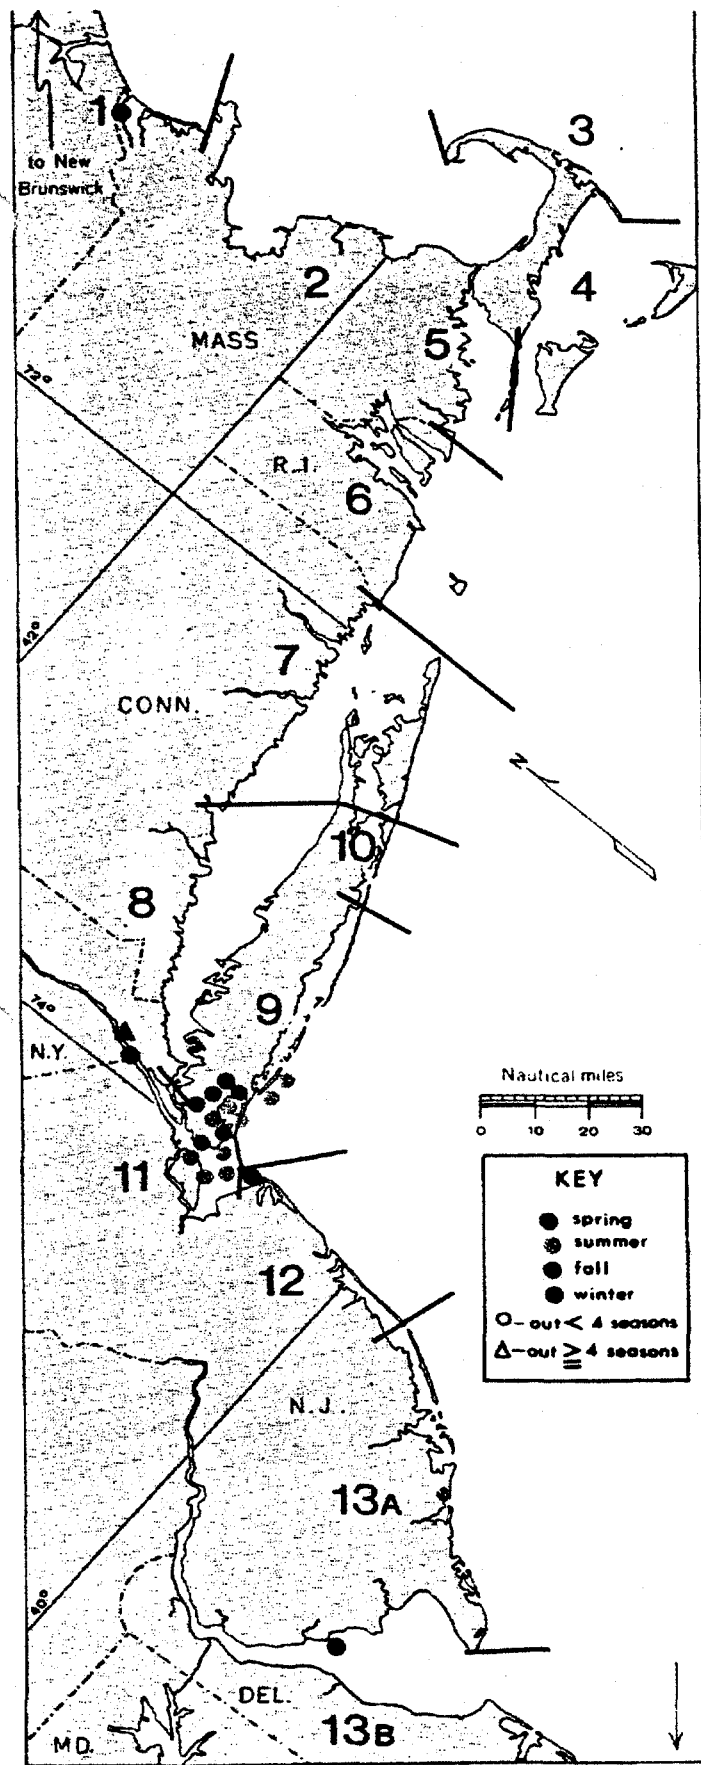 3
1
to New
Brunswick
2
4
MASS
5
72°
R.I.
6
42°
7
CONN.
N
10
8
9
74°
N.Y.
Nautical miles
0 10 20 30
11
KEY
spring
summer
fall
winter
O-out < 4 seasons
Δ-out ≥ 4 seasons
12
N.J.
13A
40°
DEL.
13B
MD.